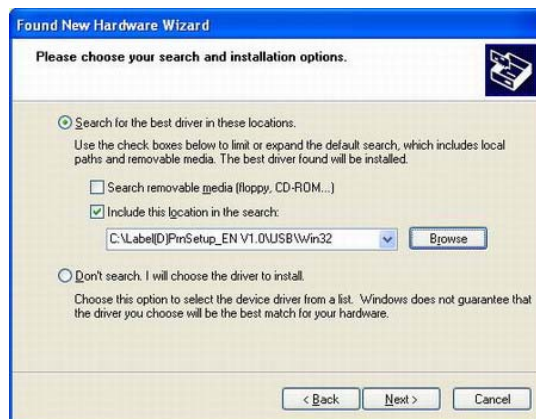 Found New Hardware Wizard
Please choose your search and installation options.
Search for the best driver in these locations.
Use the check boxes below to limit or expand the default search, which includes local
paths and removable media. The best driver found will be installed.
Search removable media (floppy, CD-ROM...)
Include this location in the search:
C:\Label(D)PrnSetup_EN V1.0\USB\Win32
Browse
Don't search. I will choose the driver to install.
Choose this option to select the device driver from a list. Windows does not guarantee that
the driver you choose will be the best match for your hardware.
< Back
Next >
Cancel